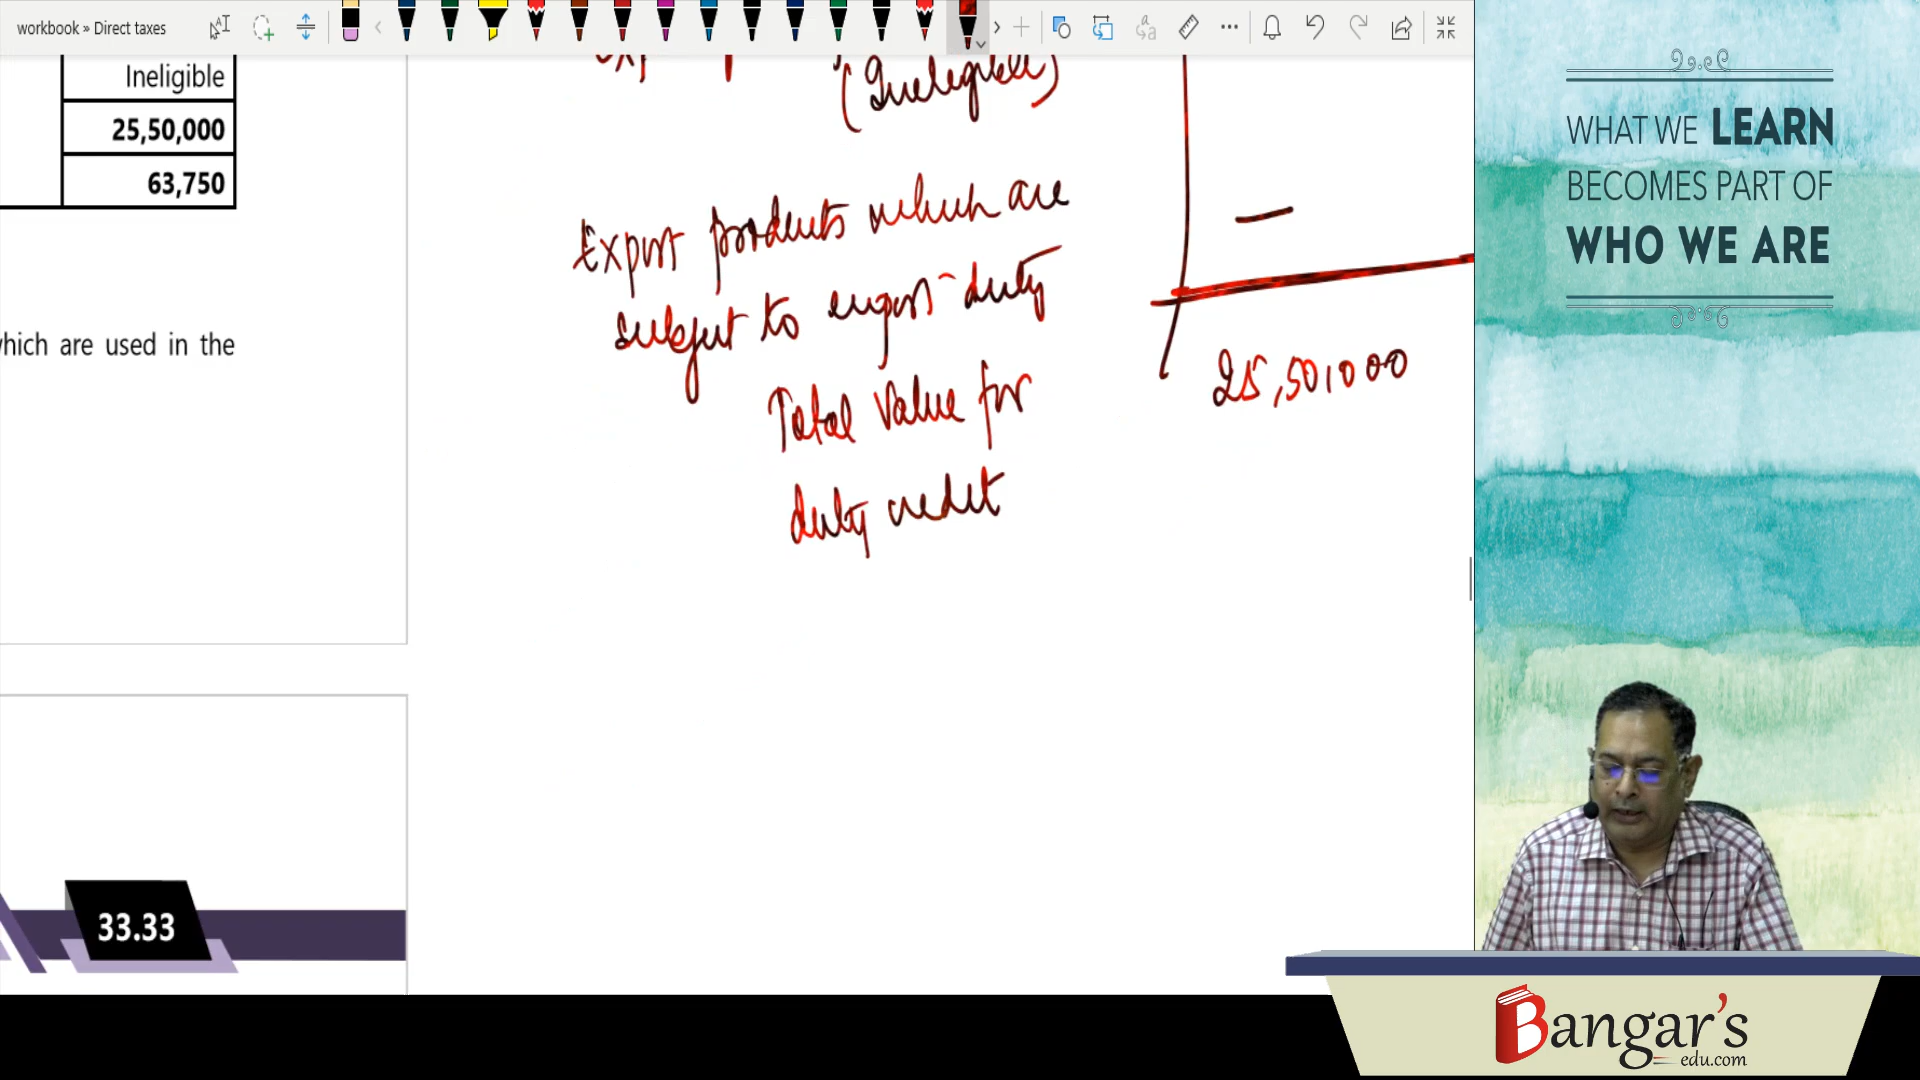 workbook » Direct taxes
Ineligible
25,50,000
63,750
which are used in the
33.33
(Ineligible)
Export products which are
subject to export duty
Total Value for
duty credit
25,50,000
WHAT WE LEARN
BECOMES PART OF
WHO WE ARE
Bangar's
edu.com